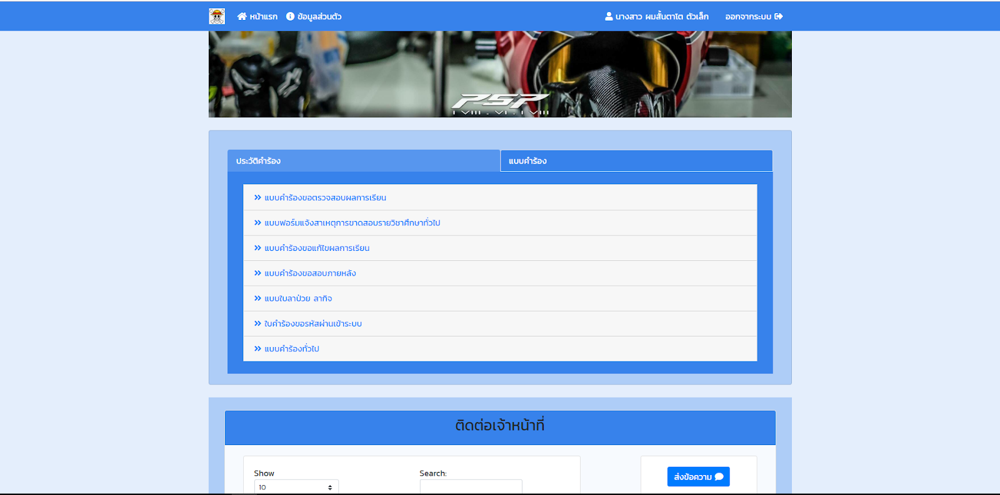 หน้าแรก ข้อมูลส่วนตัว นางสาว ผมสั้นตาโต ตัวเล็ก ออกจากระบบ
PSP
ประวัติคำร้อง แบบคำร้อง
แบบคำร้องขอตรวจสอบผลการเรียน
แบบฟอร์มแจ้งสาเหตุการขาดสอบรายวิชาศึกษาทั่วไป
แบบคำร้องขอแก้ไขผลการเรียน
แบบคำร้องขอสอบภายหลัง
แบบใบลาป่วย ลากิจ
ใบคำร้องขอรหัสผ่านเข้าระบบ
แบบคำร้องทั่วไป
ติดต่อเจ้าหน้าที่
Show Search: ส่งข้อความ
10